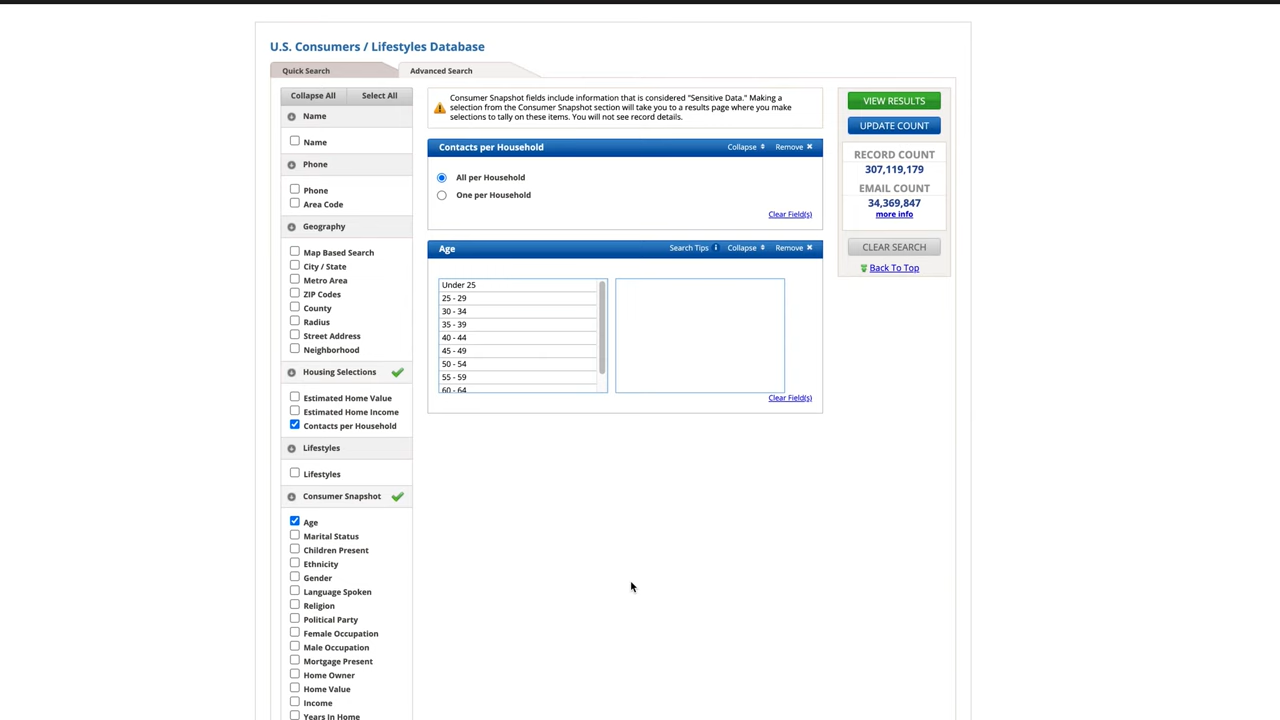 U.S. Consumers / Lifestyles Database
Quick Search
Advanced Search
Collapse All
Select All
Name
Name
Phone
Phone
Area Code
Geography
Map Based Search
City / State
Metro Area
ZIP Codes
County
Radius
Street Address
Neighborhood
Housing Selections
Estimated Home Value
Estimated Home Income
Contacts per Household
Lifestyles
Lifestyles
Consumer Snapshot
Age
Marital Status
Children Present
Ethnicity
Gender
Language Spoken
Religion
Political Party
Female Occupation
Male Occupation
Mortgage Present
Home Owner
Home Value
Income
Years In Home
Consumer Snapshot fields include information that is considered "Sensitive Data." Making a
selection from the Consumer Snapshot section will take you to a results page where you make
selections to tally on these items. You will not see record details.
Contacts per Household
Collapse
Remove
All per Household
One per Household
Clear Field(s)
Age
Search Tips
Collapse
Remove
Under 25
25 - 29
30 - 34
35 - 39
40 - 44
45 - 49
50 - 54
55 - 59
60 - 64
Clear Field(s)
VIEW RESULTS
UPDATE COUNT
RECORD COUNT
307,119,179
EMAIL COUNT
34,369,847
more info
CLEAR SEARCH
Back To Top